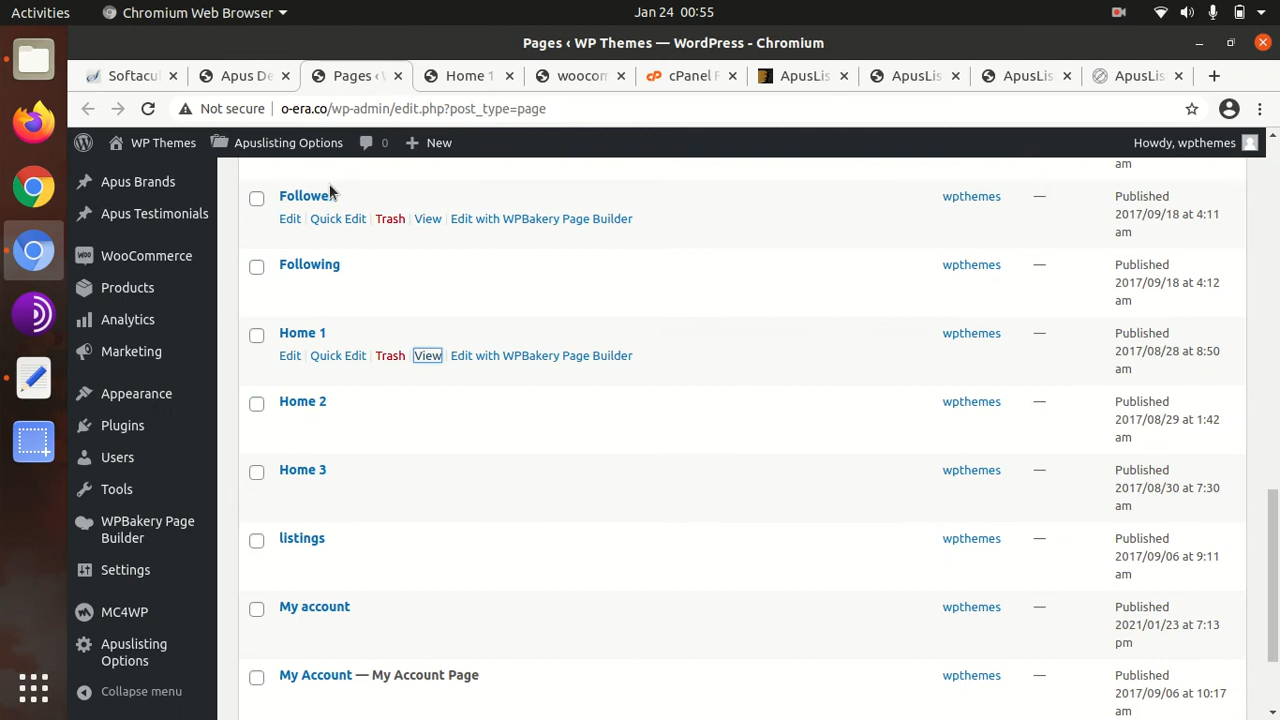 Activities Chromium Web Browser Jan 24 00:55
Pages ‹ WP Themes — WordPress - Chromium
Softacul Apus De Pages ‹ Home 1 woocom cPanel F ApusLis ApusLis ApusLis ApusLis
Not secure o-era.co/wp-admin/edit.php?post_type=page
WP Themes Apuslisting Options 0 New Howdy, wpthemes
Apus Brands
Apus Testimonials
WooCommerce
Products
Analytics
Marketing
Appearance
Plugins
Users
Tools
WPBakery Page
Builder
Settings
MC4WP
Apuslisting
Options
Collapse menu
am
wpthemes — Published
Edit | Quick Edit | Trash | View | Edit with WPBakery Page Builder 2017/09/18 at 4:11
am
Following wpthemes — Published
2017/09/18 at 4:12
am
Home 1 wpthemes — Published
Edit | Quick Edit | Trash | View | Edit with WPBakery Page Builder 2017/08/28 at 8:50
am
Home 2 wpthemes — Published
2017/08/29 at 1:42
am
Home 3 wpthemes — Published
2017/08/30 at 7:30
am
listings wpthemes — Published
2017/09/06 at 9:11
am
My account wpthemes — Published
2021/01/23 at 7:13
pm
My Account — My Account Page wpthemes — Published
2017/09/06 at 10:17
am